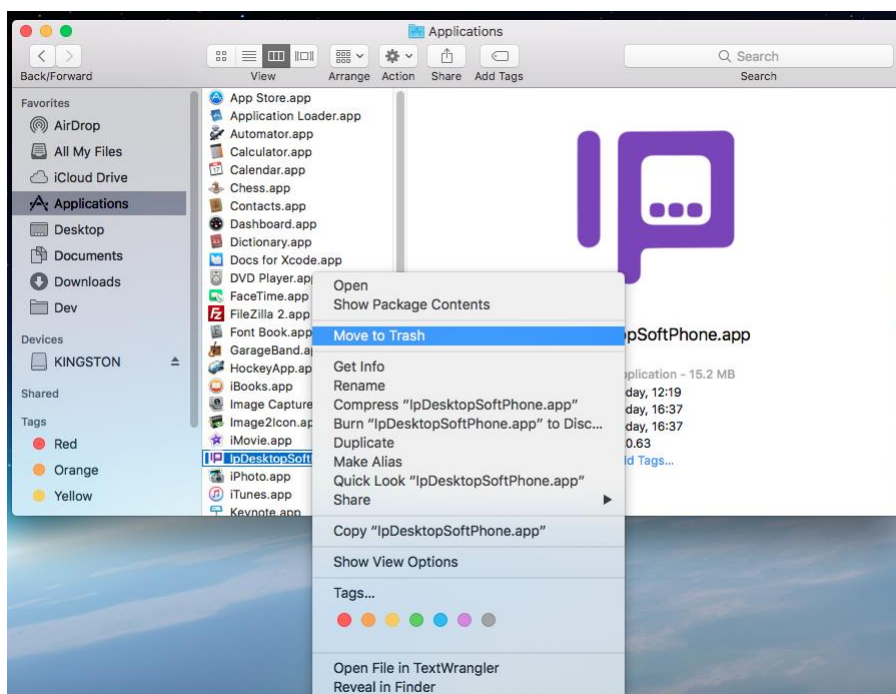 Applications
Back/Forward
View
Arrange
Action
Share
Add Tags
Search
Search
Favorites
AirDrop
All My Files
iCloud Drive
Applications
Desktop
Documents
Downloads
Dev
Devices
KINGSTON
Shared
Tags
Red
Orange
Yellow
App Store.app
Application Loader.app
Automator.app
Calculator.app
17
Calendar.app
Chess.app
Contacts.app
Dashboard.app
Dictionary.app
Docs for Xcode.app
DVD Player.app
FaceTime.app
FileZilla 2.app
Font Book.app
GarageBand.a
HockeyApp.ap
iBooks.app
Image Capture
Image2Icon.ap
iMovie.app
IpDesktopSoft
iPhoto.app
iTunes.app
Keynote.app
Open
Show Package Contents
Move to Trash
Get Info
Rename
Compress “IpDesktopSoftPhone.app”
Burn “IpDesktopSoftPhone.app” to Disc...
Duplicate
Make Alias
Quick Look “IpDesktopSoftPhone.app”
Share
Copy “IpDesktopSoftPhone.app”
Show View Options
Tags...
Open File in TextWrangler
Reveal in Finder
IP
pSoftPhone.app
plication - 15.2 MB
day, 12:19
day, 16:37
day, 16:37
0.63
d Tags...